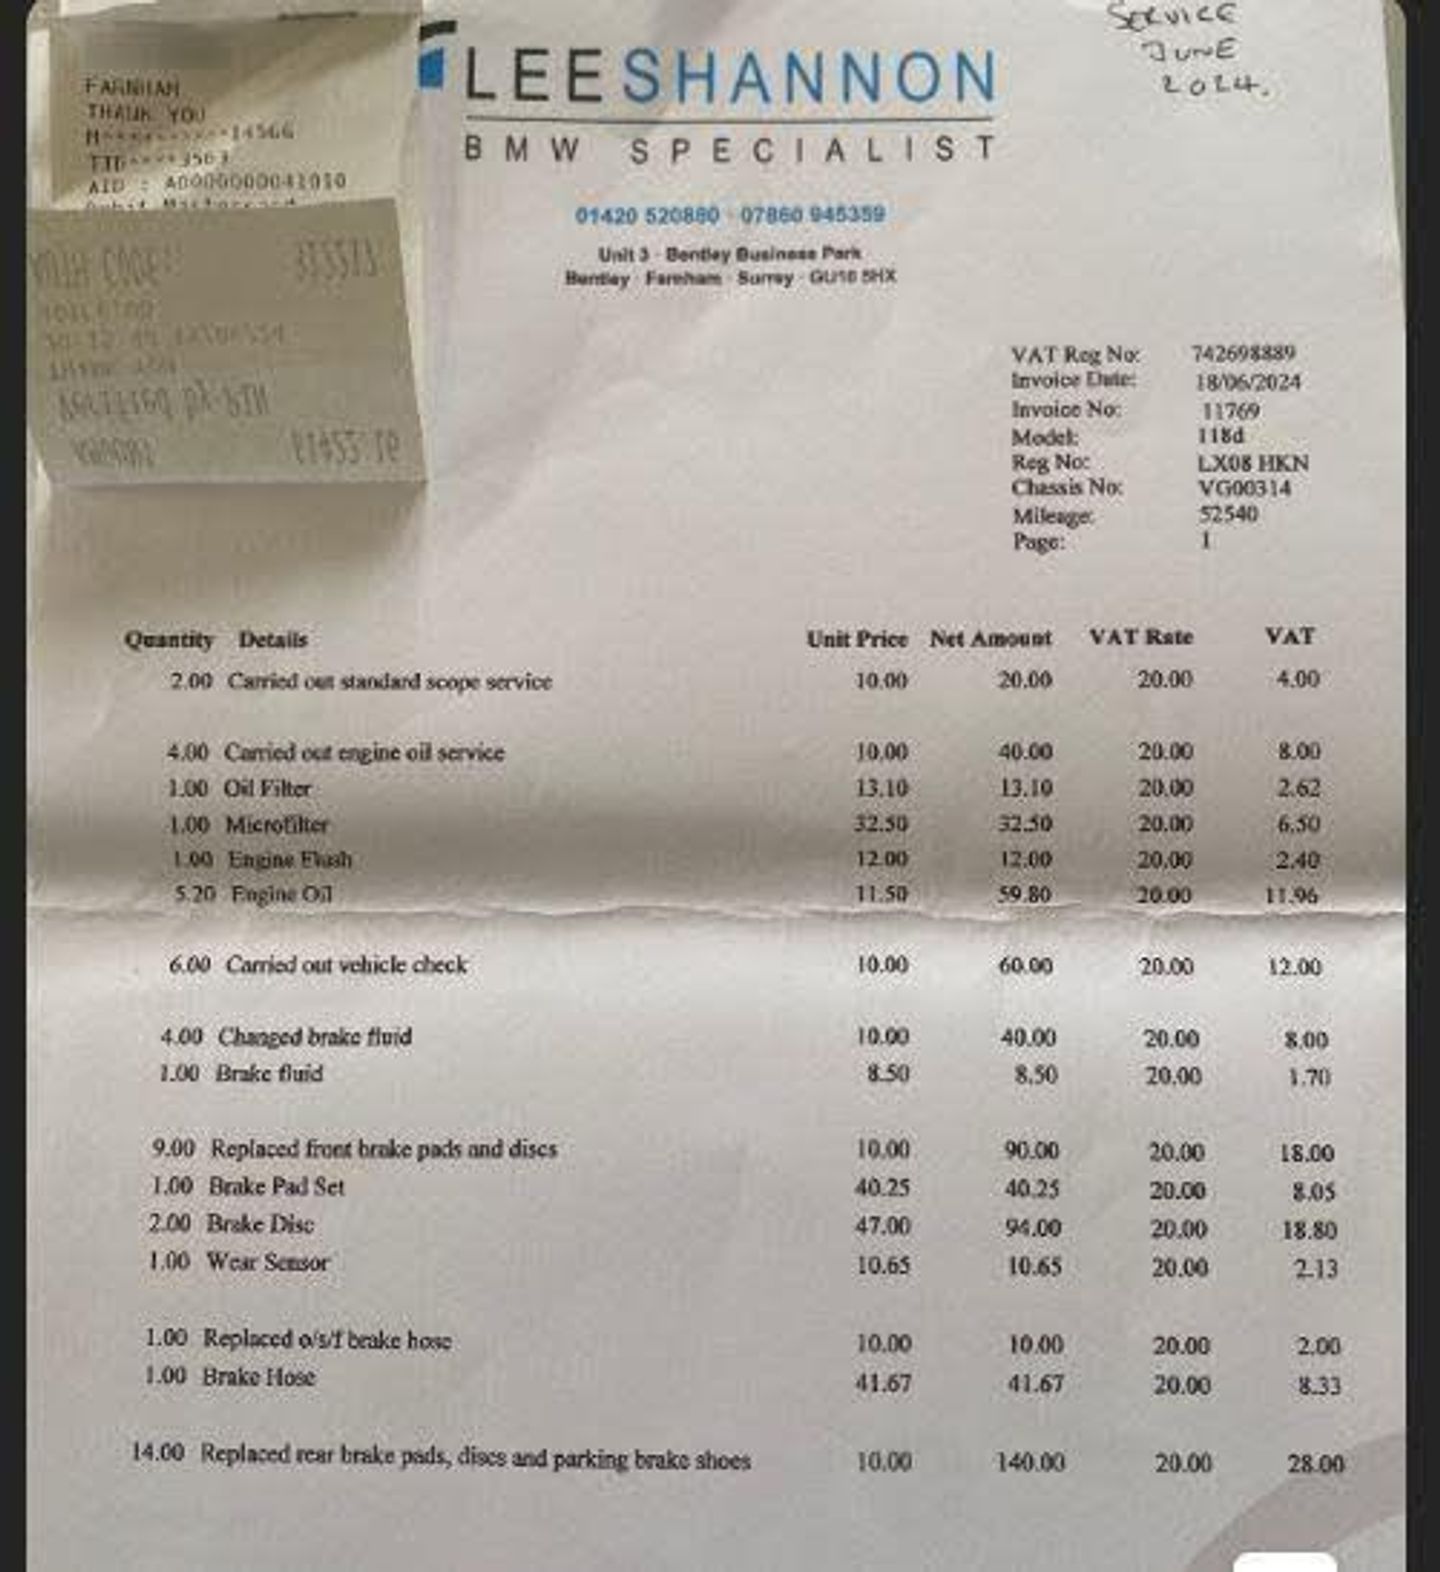 SERVICE
JUNE
2024.
FARNHAM
THANK YOU
AID : A0000000041010
LEESHANNON
BMW SPECIALIST
01420 520880 · 07860 945359
Unit 3 · Bentley Business Park
Bentley · Farnham · Surrey · GU10 5HX
VAT Reg No: 742698889
Invoice Date: 18/06/2024
Invoice No: 11769
Model: 118d
Reg No: LX08 HKN
Chassis No: VG00314
Mileage: 52540
Page: 1
Quantity Details Unit Price Net Amount VAT Rate VAT
2.00 Carried out standard scope service 10.00 20.00 20.00 4.00
4.00 Carried out engine oil service 10.00 40.00 20.00 8.00
1.00 Oil Filter 13.10 13.10 20.00 2.62
1.00 Microfilter 32.50 32.50 20.00 6.50
1.00 Engine Flush 12.00 12.00 20.00 2.40
5.20 Engine Oil 11.50 59.80 20.00 11.96
6.00 Carried out vehicle check 10.00 60.00 20.00 12.00
4.00 Changed brake fluid 10.00 40.00 20.00 8.00
1.00 Brake fluid 8.50 8.50 20.00 1.70
9.00 Replaced front brake pads and discs 10.00 90.00 20.00 18.00
1.00 Brake Pad Set 40.25 40.25 20.00 8.05
2.00 Brake Disc 47.00 94.00 20.00 18.80
1.00 Wear Sensor 10.65 10.65 20.00 2.13
1.00 Replaced o/s/f brake hose 10.00 10.00 20.00 2.00
1.00 Brake Hose 41.67 41.67 20.00 8.33
14.00 Replaced rear brake pads, discs and parking brake shoes 10.00 140.00 20.00 28.00